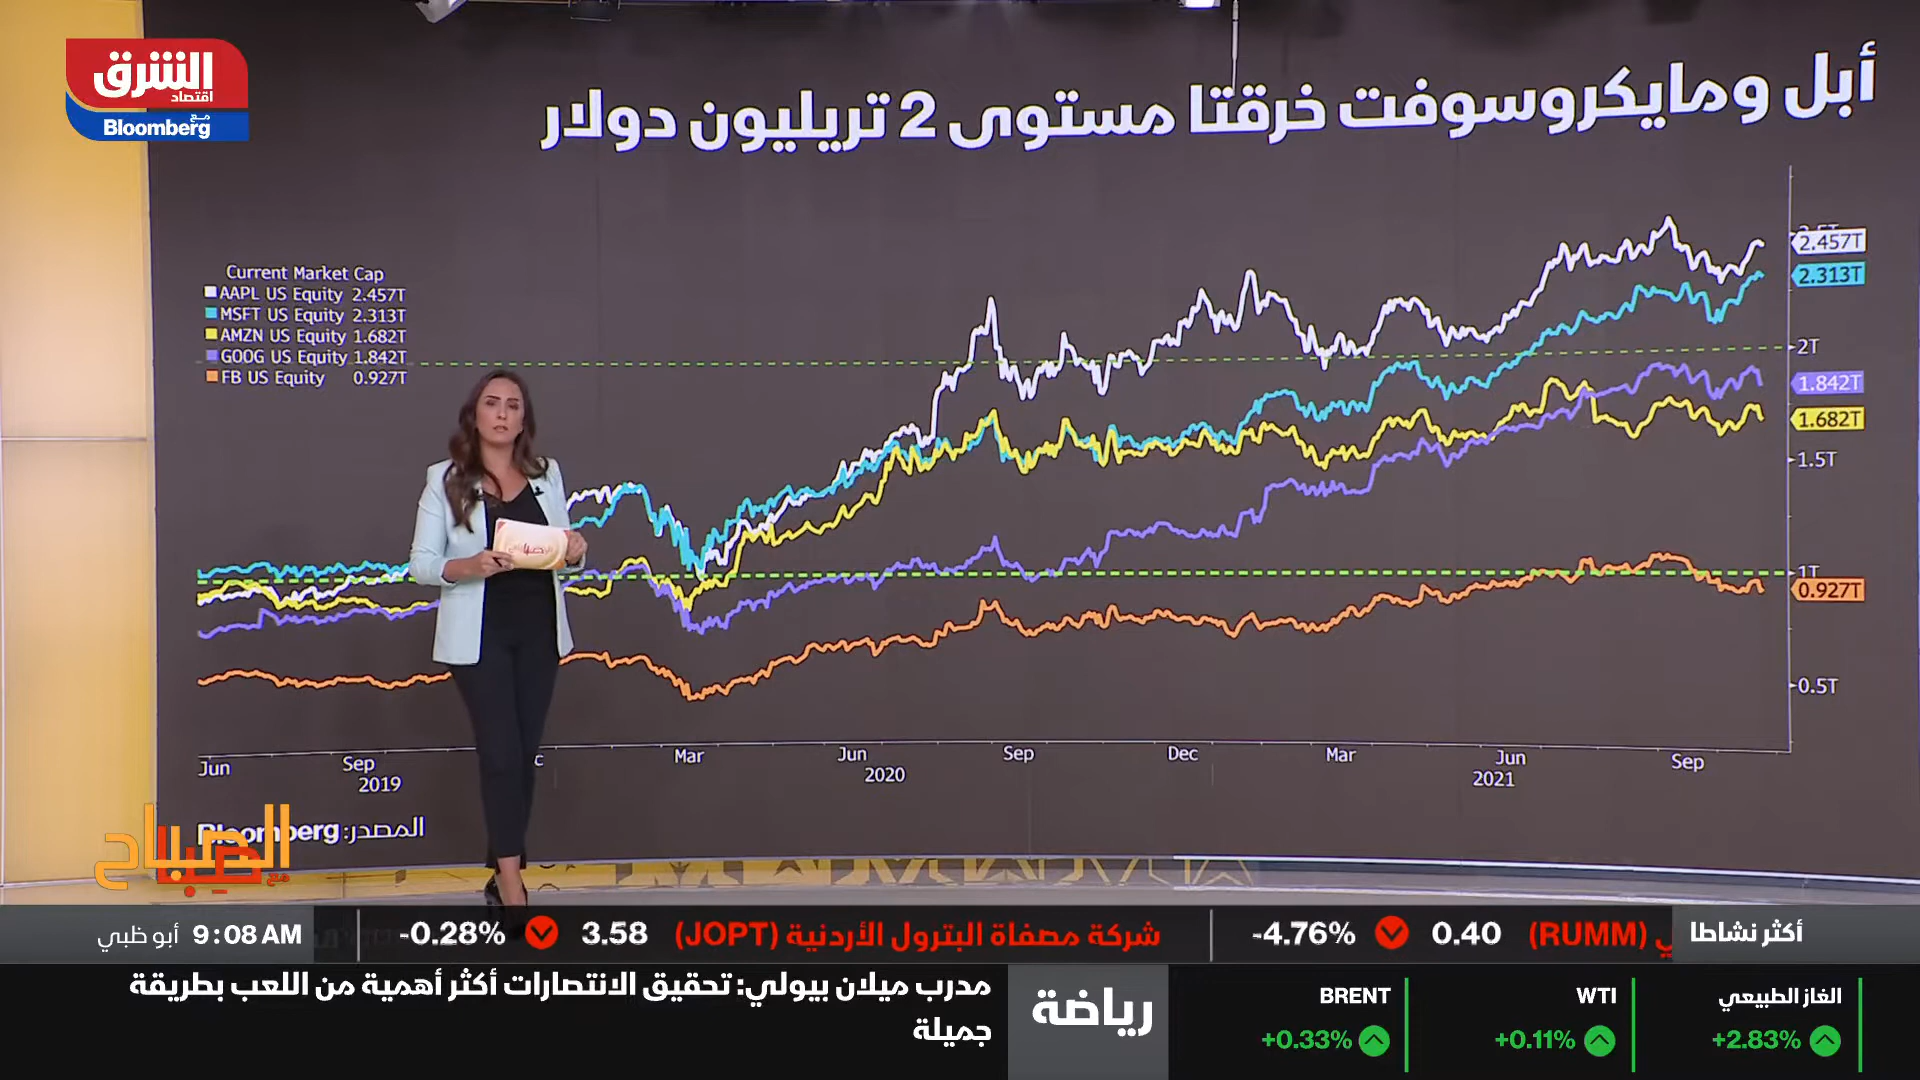 الشرق
اقتصاد
مع
Bloomberg
أبل ومايكروسوفت خرقتا مستوى 2 تريليون دولار
Current Market Cap
AAPL US Equity 2.457T
MSFT US Equity 2.313T
AMZN US Equity 1.682T
GOOG US Equity 1.842T
FB US Equity 0.927T
2.457T
2.313T
2T
1.842T
1.682T
1.5T
1T
0.927T
0.5T
Jun Sep Mar Jun Sep Dec Mar Jun Sep
2019 2020 2021
المصدر: Bloomberg
الصباح
مع
صبا
أكثر نشاطا
(RUMM) 0.40 -4.76%
شركة مصفاة البترول الأردنية (JOPT) 3.58 -0.28%
9:08 AM أبو ظبي
الغاز الطبيعي
+2.83%
WTI
+0.11%
BRENT
+0.33%
رياضة
مدرب ميلان بيولي: تحقيق الانتصارات أكثر أهمية من اللعب بطريقة
جميلة